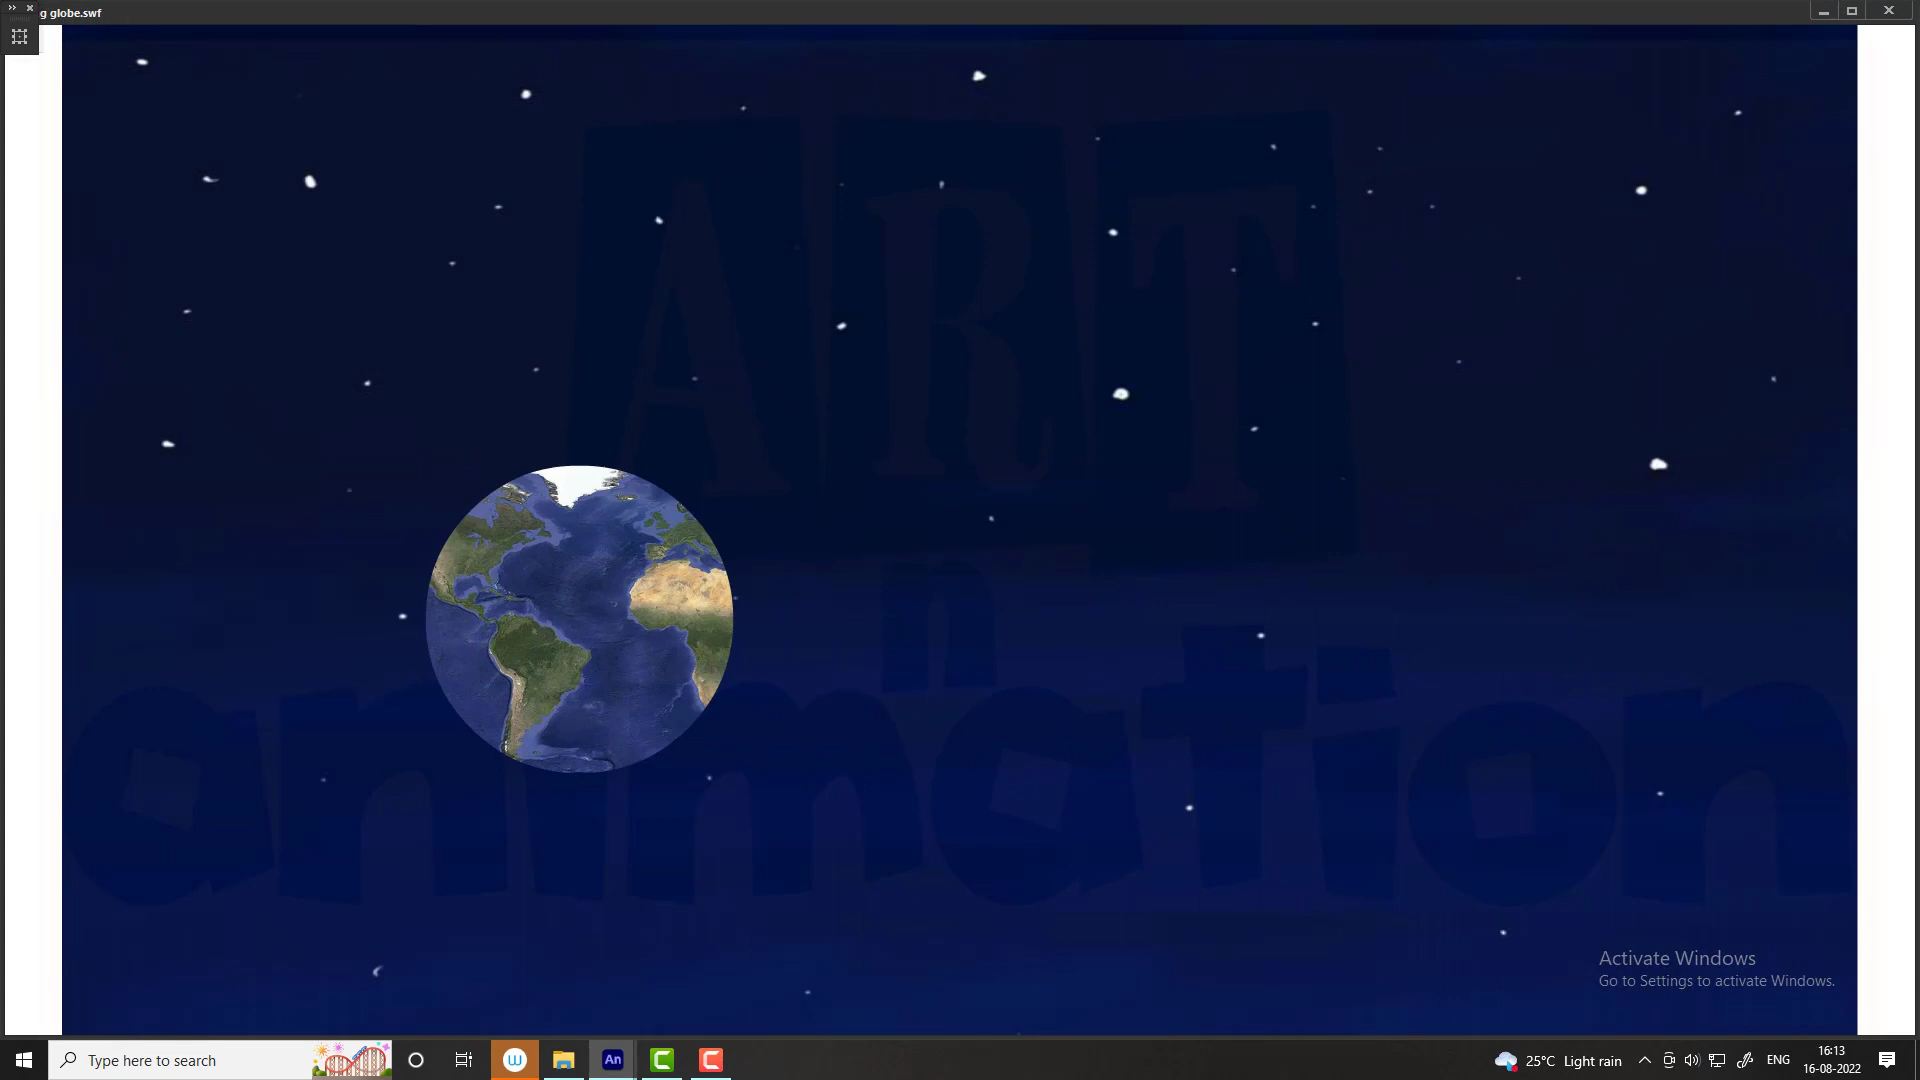 g globe.swf
ART
n
animation
Activate Windows
Go to Settings to activate Windows.
Type here to search
An
25°C Light rain
ENG
16:13
16-08-2022